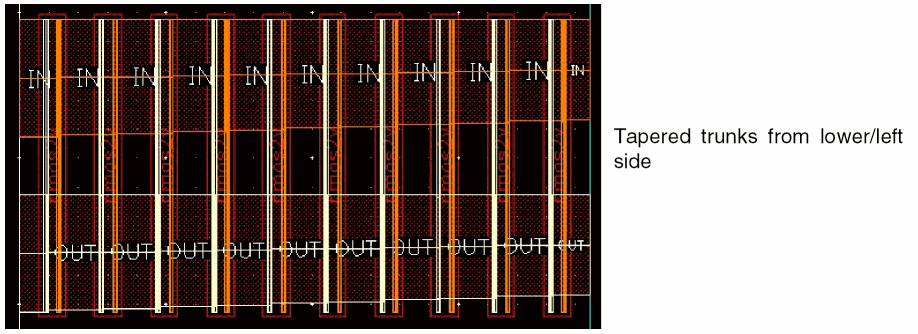 IN IN IN IN IN IN IN IN IN IN IN
Tapered trunks from lower/left
side
OUT OUT OUT OUT OUT OUT OUT OUT OUT OUT